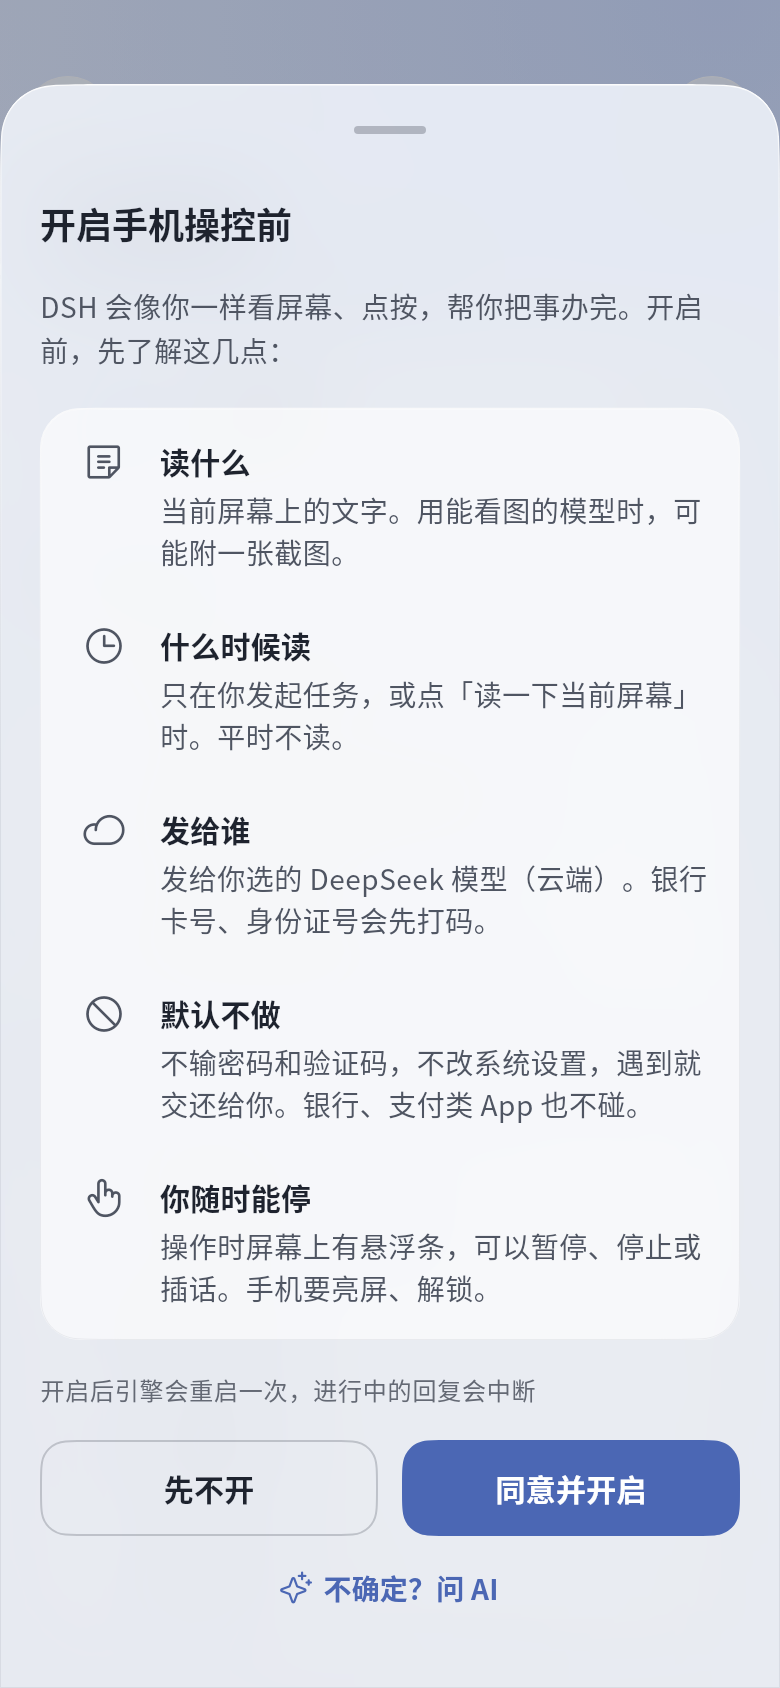 开启手机操控前
DSH 会像你一样看屏幕、点按，帮你把事办完。开启
前，先了解这几点：
读什么
当前屏幕上的文字。用能看图的模型时，可
能附一张截图。
什么时候读
只在你发起任务，或点「读一下当前屏幕」
时。平时不读。
发给谁
发给你选的 DeepSeek 模型（云端）。银行
卡号、身份证号会先打码。
默认不做
不输密码和验证码，不改系统设置，遇到就
交还给你。银行、支付类 App 也不碰。
你随时能停
操作时屏幕上有悬浮条，可以暂停、停止或
插话。手机要亮屏、解锁。
开启后引擎会重启一次，进行中的回复会中断
先不开
同意并开启
不确定？问 AI